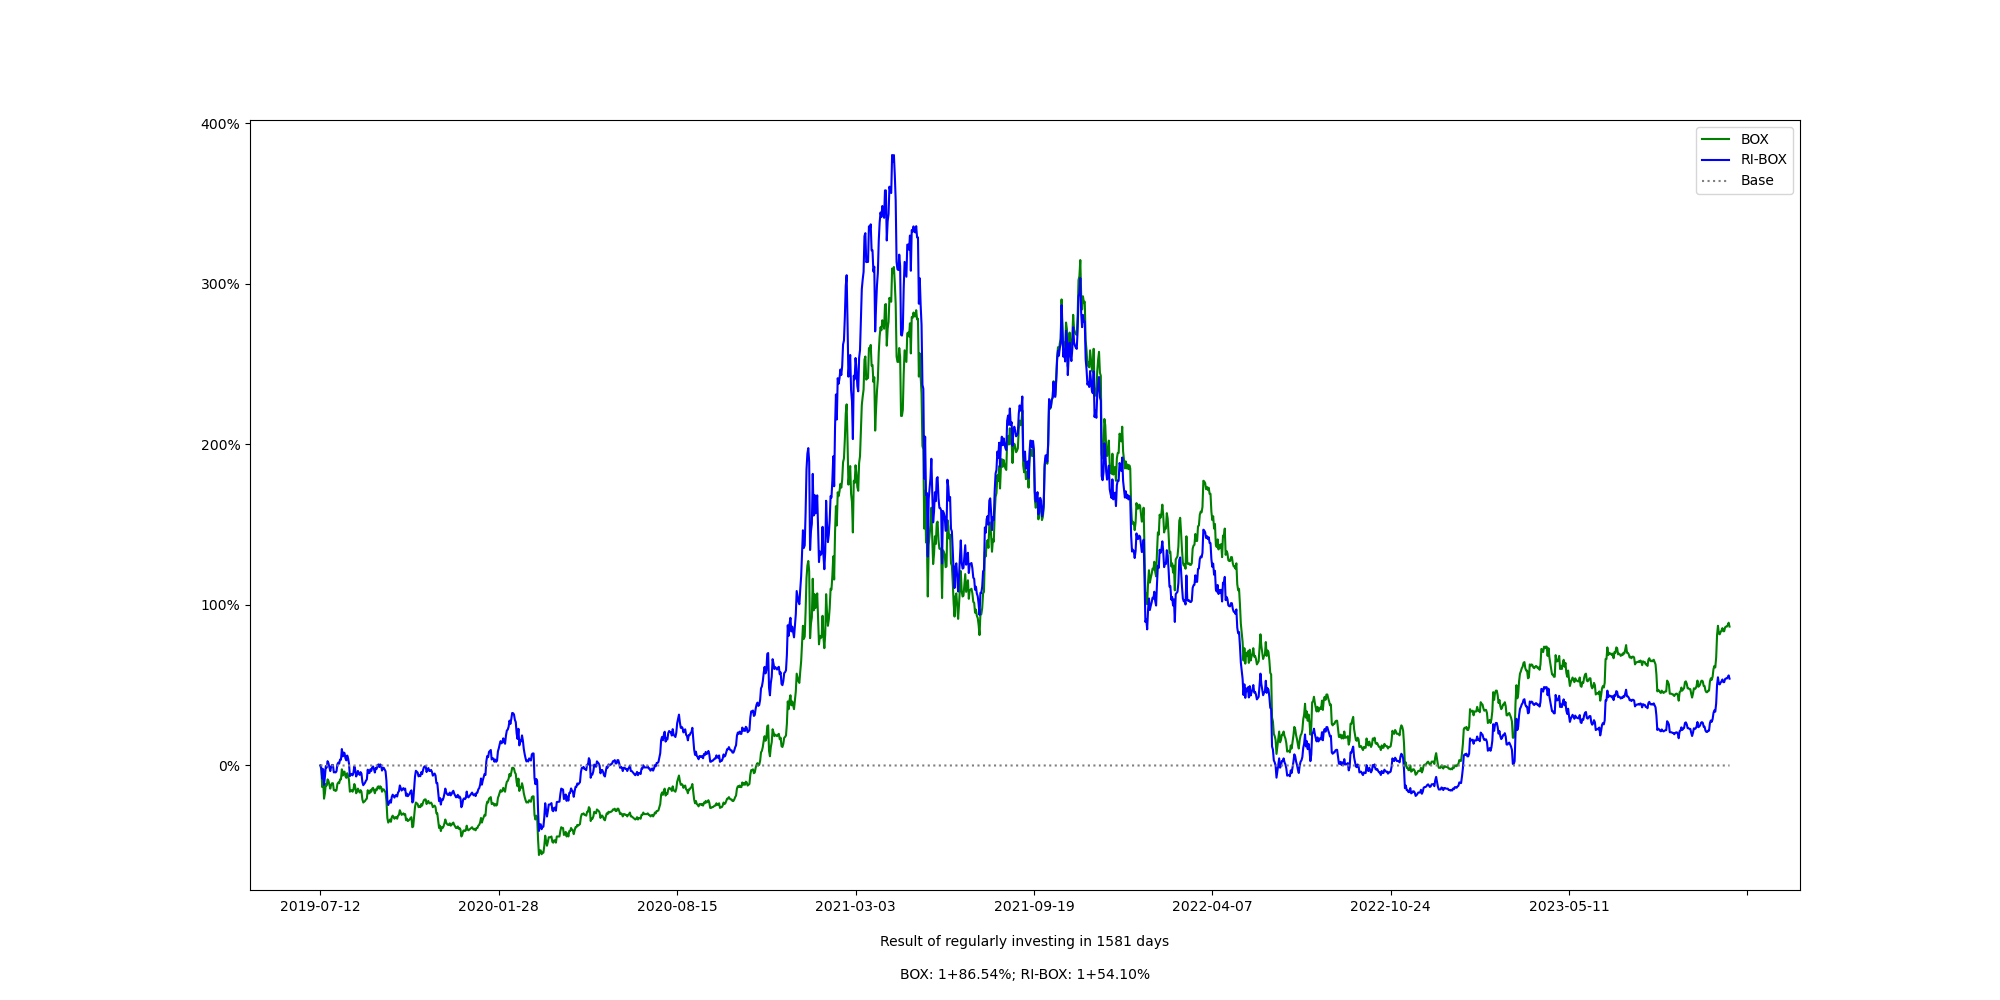 400%
300%
200%
100%
0%
BOX
RI-BOX
Base
2019-07-12 2020-01-28 2020-08-15 2021-03-03 2021-09-19 2022-04-07 2022-10-24 2023-05-11
Result of regularly investing in 1581 days
BOX: 1+86.54%; RI-BOX: 1+54.10%